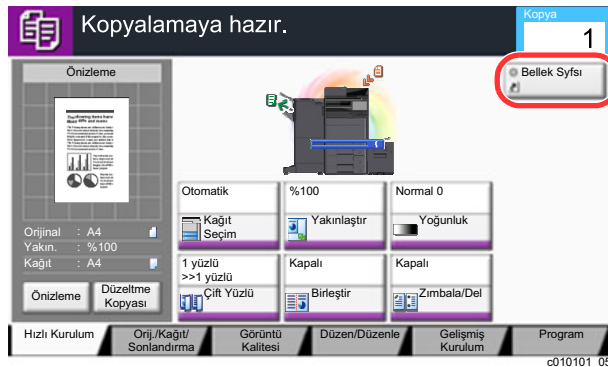 Kopyalamaya hazır.
Kopya
1
Önizleme
Bellek Syfsı
Orijinal : A4
Yakın. : %100
Kağıt : A4
Önizleme
Düzeltme
Kopyası
Otomatik
Kağıt
Seçim
%100
Yakınlaştır
Normal 0
Yoğunluk
1 yüzlü
>>1 yüzlü
Çift Yüzlü
Kapalı
Birleştir
Kapalı
Zımbala/Del
Hızlı Kurulum
Orij./Kağıt/
Sonlandırma
Görüntü
Kalitesi
Düzen/Düzenle
Gelişmiş
Kurulum
Program